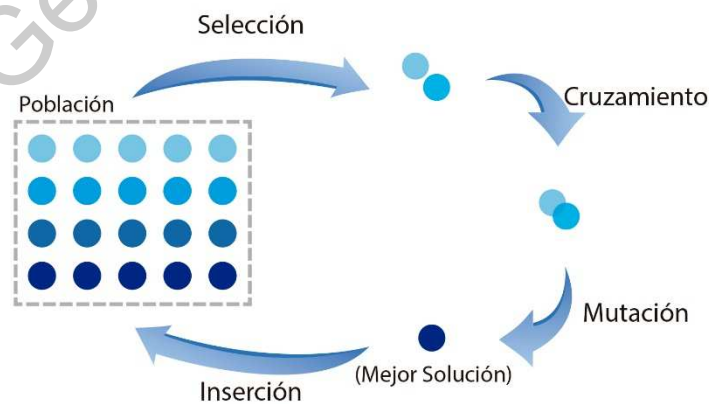 Selección
Cruzamiento
Población
Mutación
(Mejor Solución)
Inserción